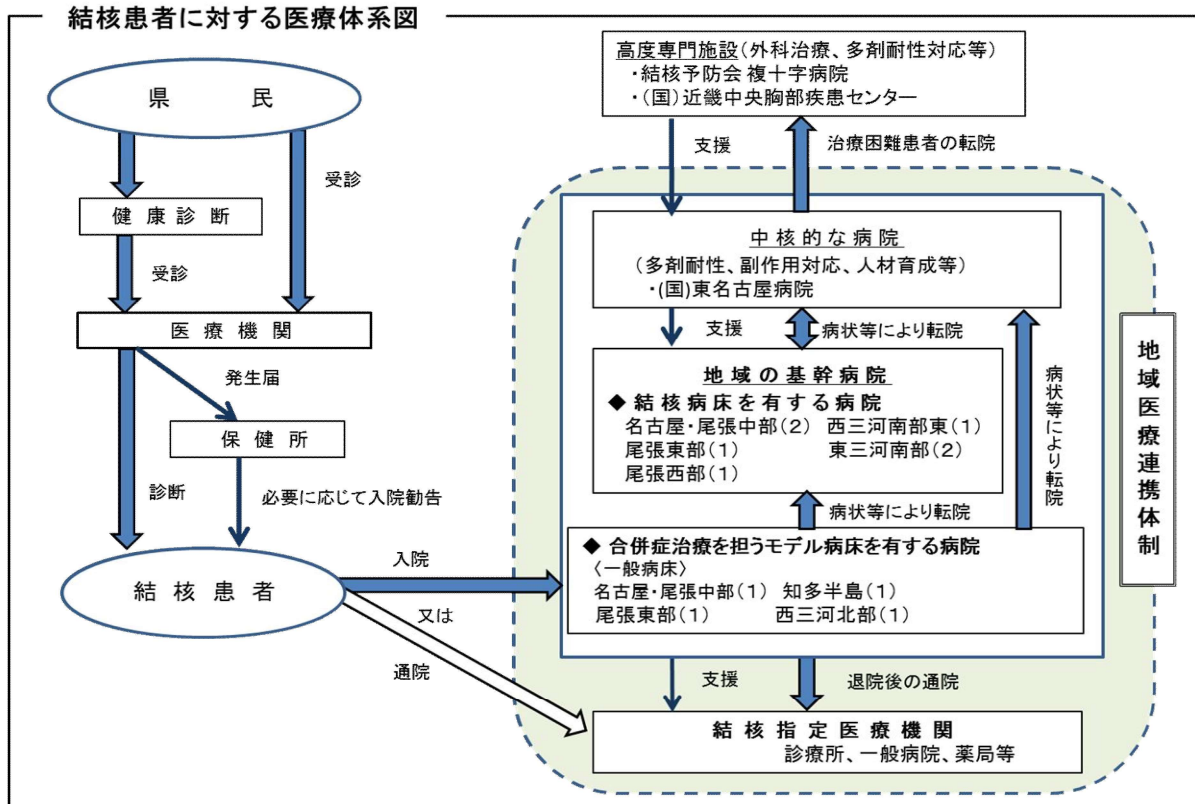 結核患者に対する医療体系図
県 民
受診
健 康 診 断
受診
医 療 機 関
発生届
保 健 所
診断
必要に応じて入院勧告
結 核 患 者
入院
又は
通院
高度専門施設(外科治療、多剤耐性対応等)
・結核予防会 複十字病院
・(国)近畿中央胸部疾患センター
支援
治療困難患者の転院
中核的な病院
(多剤耐性、副作用対応、人材育成等)
・(国)東名古屋病院
支援
病状等により転院
地域の基幹病院
◆ 結核病床を有する病院
名古屋・尾張中部(2) 西三河南部東(1)
尾張東部(1) 東三河南部(2)
尾張西部(1)
病状等により転院
病状等により転院
◆ 合併症治療を担うモデル病床を有する病院
〈一般病床〉
名古屋・尾張中部(1) 知多半島(1)
尾張東部(1) 西三河北部(1)
支援
退院後の通院
結 核 指 定 医 療 機 関
診療所、一般病院、薬局等
地域医療連携体制